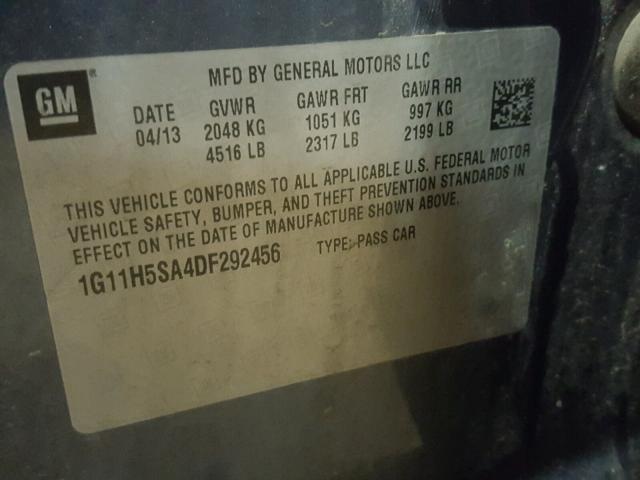 GM
MFD BY GENERAL MOTORS LLC
DATE GVWR GAWR FRT GAWR RR
04/13 2048 KG 1051 KG 997 KG
4516 LB 2317 LB 2199 LB
THIS VEHICLE CONFORMS TO ALL APPLICABLE U.S. FEDERAL MOTOR
VEHICLE SAFETY, BUMPER, AND THEFT PREVENTION STANDARDS IN
EFFECT ON THE DATE OF MANUFACTURE SHOWN ABOVE.
1G11H5SA4DF292456 TYPE: PASS CAR